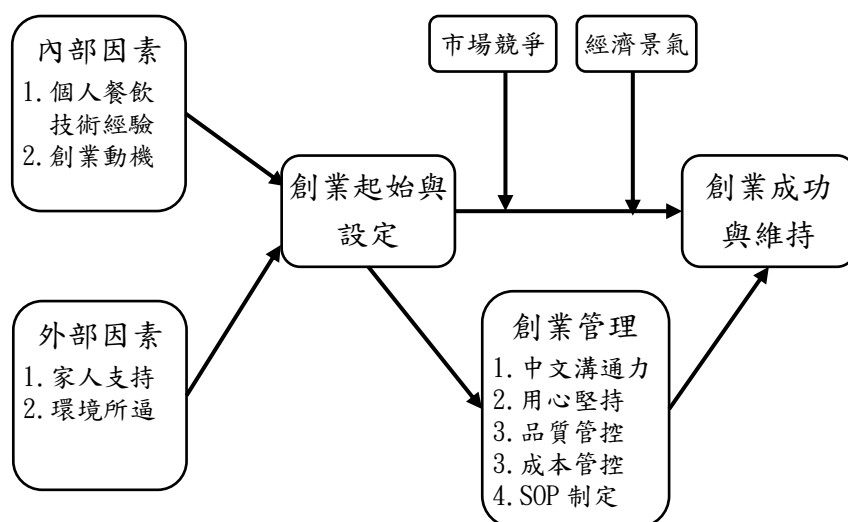 內部因素
1.個人餐飲
技術經驗
2.創業動機
市場競爭
經濟景氣
創業起始與
設定
創業成功
與維持
外部因素
1.家人支持
2.環境所逼
創業管理
1.中文溝通力
2.用心堅持
3.品質管控
3.成本管控
4.SOP 制定